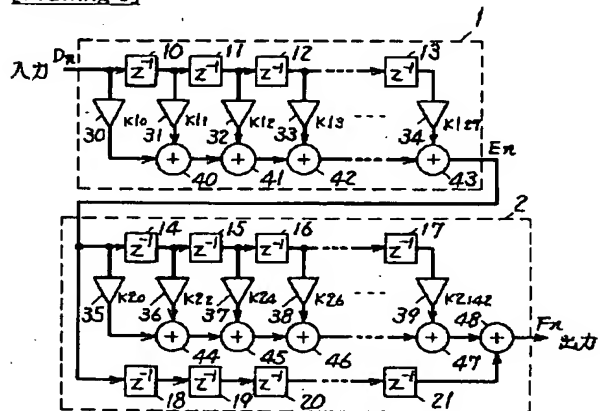 1
10 11 12 13
入力 Dn z⁻¹ z⁻¹ z⁻¹ z⁻¹
30 K10 31 K11 32 K12 33 K13 34 K127
+ + + + En
40 41 42 43
2
14 15 16 17
z⁻¹ z⁻¹ z⁻¹ z⁻¹
35 K20 36 K22 37 K24 38 K26 39 K2142 48
+ + + + + Fn 出力
44 45 46 47
z⁻¹ z⁻¹ z⁻¹ z⁻¹
18 19 20 21